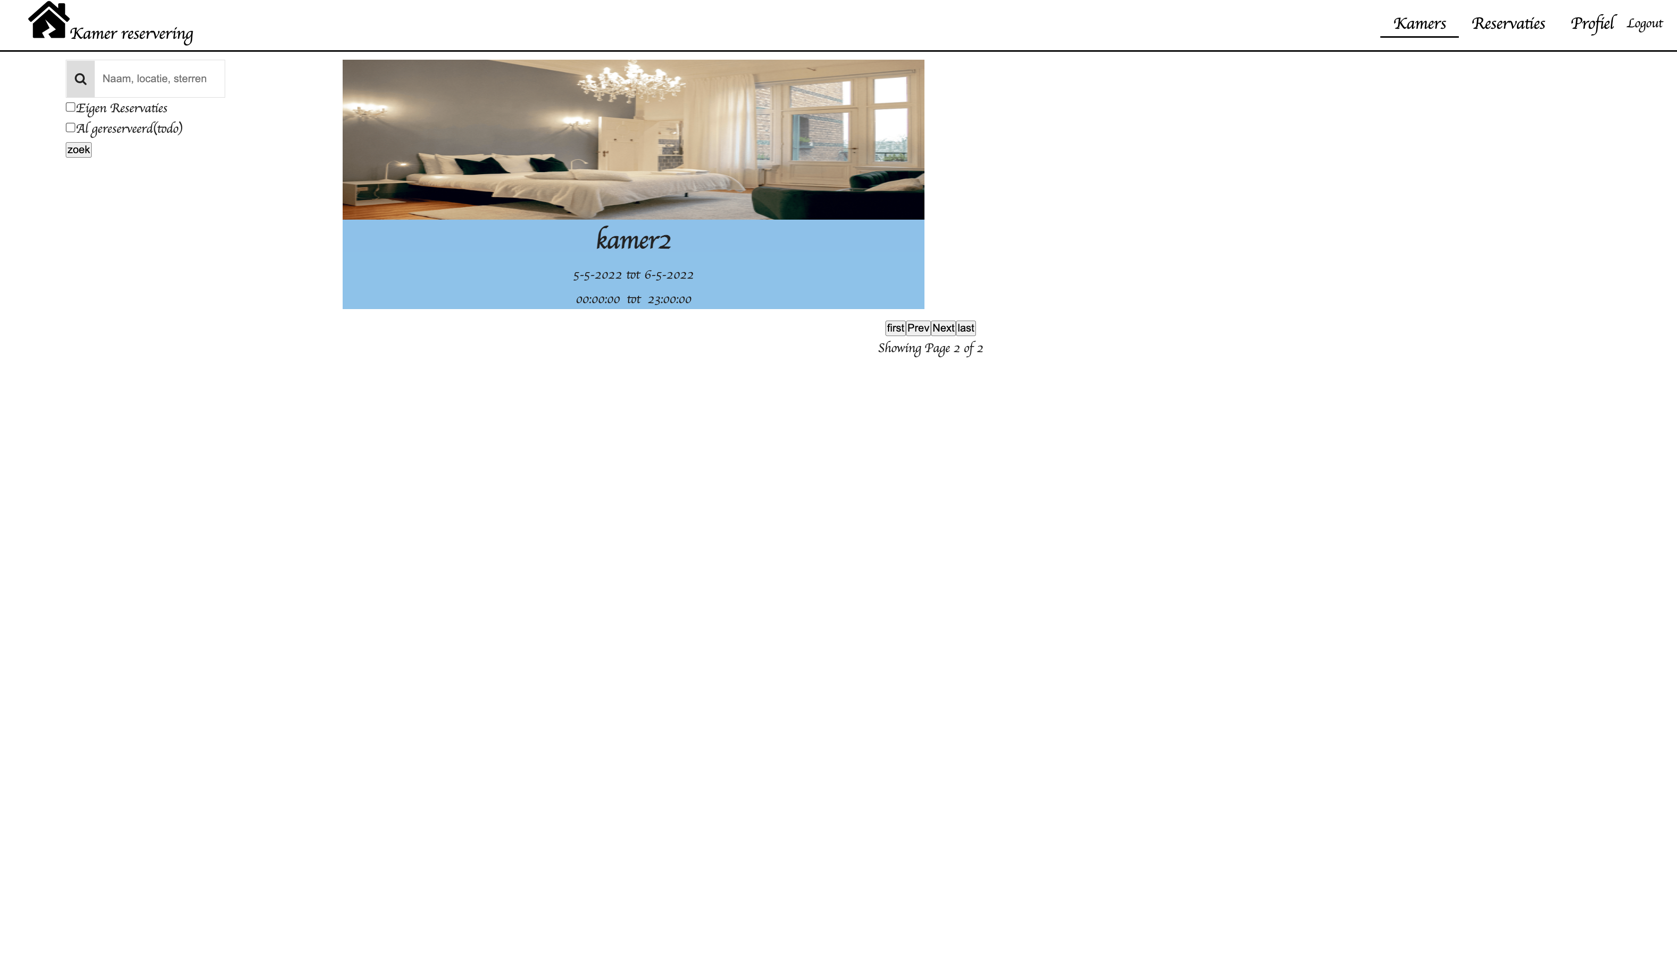 Kamer reservering
Kamers Reservaties Profiel Logout
Naam, locatie, sterren
Eigen Reservaties
Al gereserveerd(todo)
zoek
kamer2
5-5-2022 tot 6-5-2022
00:00:00 tot 23:00:00
first Prev Next last
Showing Page 2 of 2